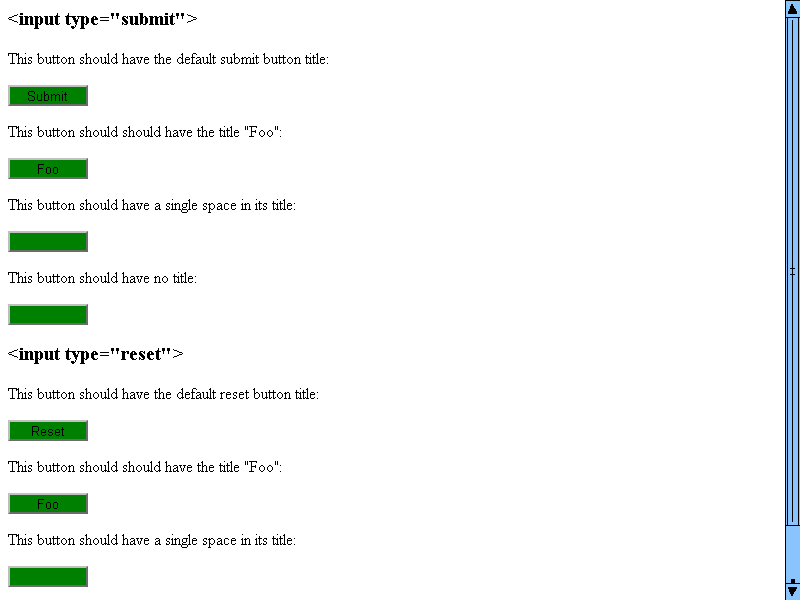 <input type="submit">
This button should have the default submit button title:
Submit
This button should should have the title "Foo":
Foo
This button should have a single space in its title:
This button should have no title:
<input type="reset">
This button should have the default reset button title:
Reset
This button should should have the title "Foo":
Foo
This button should have a single space in its title: